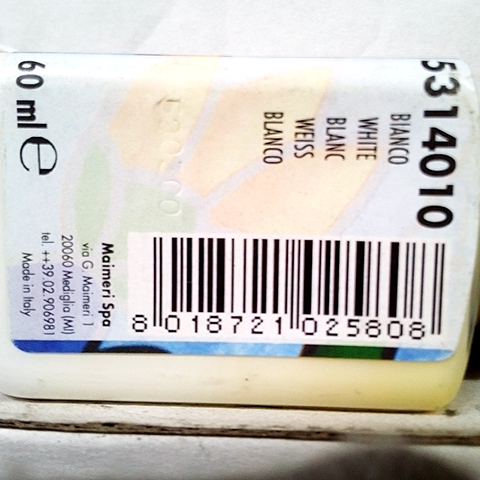 5314010
BIANCO
WHITE
BLANC
WEISS
BLANCO
60 ml e
Maimeri Spa
via G. Maimeri 1
20060 Mediglia (MI)
tel. ++39.02.906981
Made in Italy
8 018721 025808